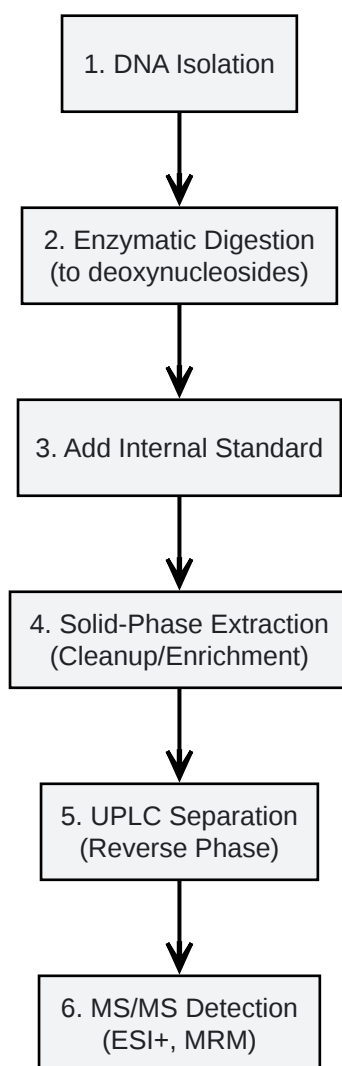 1. DNA Isolation
2. Enzymatic Digestion
(to deoxynucleosides)
3. Add Internal Standard
4. Solid-Phase Extraction
(Cleanup/Enrichment)
5. UPLC Separation
(Reverse Phase)
6. MS/MS Detection
(ESI+, MRM)